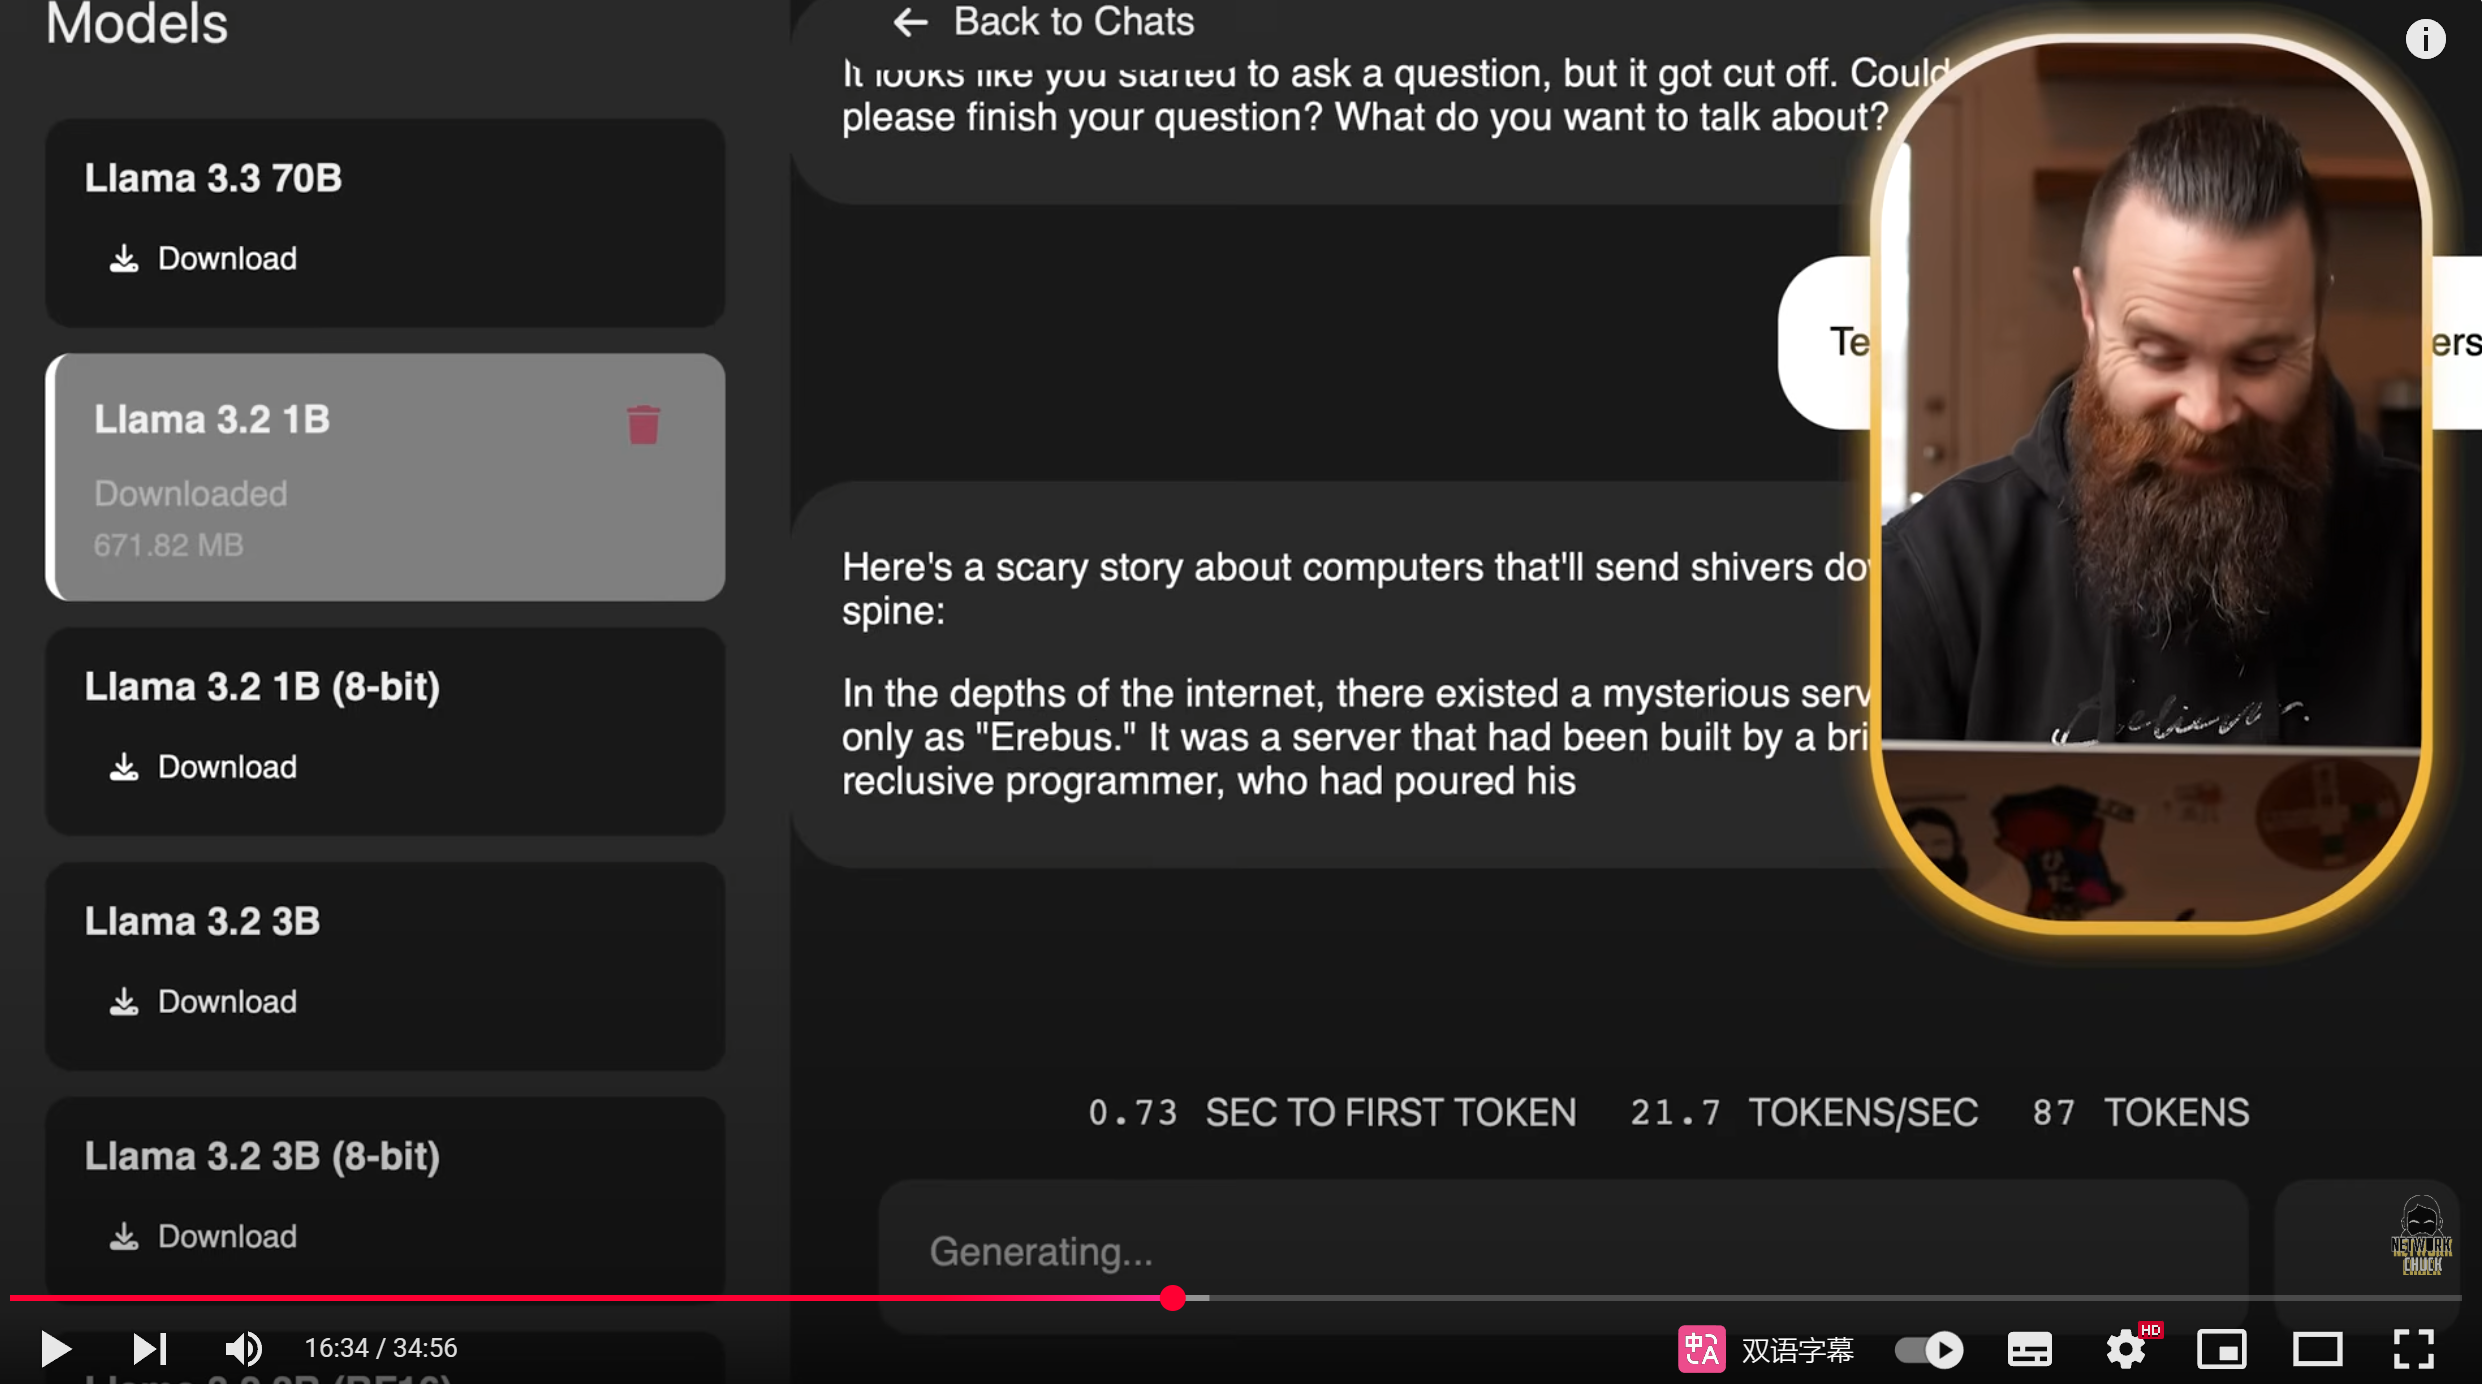 Models
Llama 3.3 70B
Download
Llama 3.2 1B
Downloaded
671.82 MB
Llama 3.2 1B (8-bit)
Download
Llama 3.2 3B
Download
Llama 3.2 3B (8-bit)
Download
Back to Chats
It looks like you started to ask a question, but it got cut off. Could
please finish your question? What do you want to talk about?
Te
ers
Here's a scary story about computers that'll send shivers do
spine:
In the depths of the internet, there existed a mysterious serv
only as "Erebus." It was a server that had been built by a bri
reclusive programmer, who had poured his
0.73 SEC TO FIRST TOKEN 21.7 TOKENS/SEC 87 TOKENS
Generating...
NETWORK
CHUCK
16:34 / 34:56
双语字幕
HD